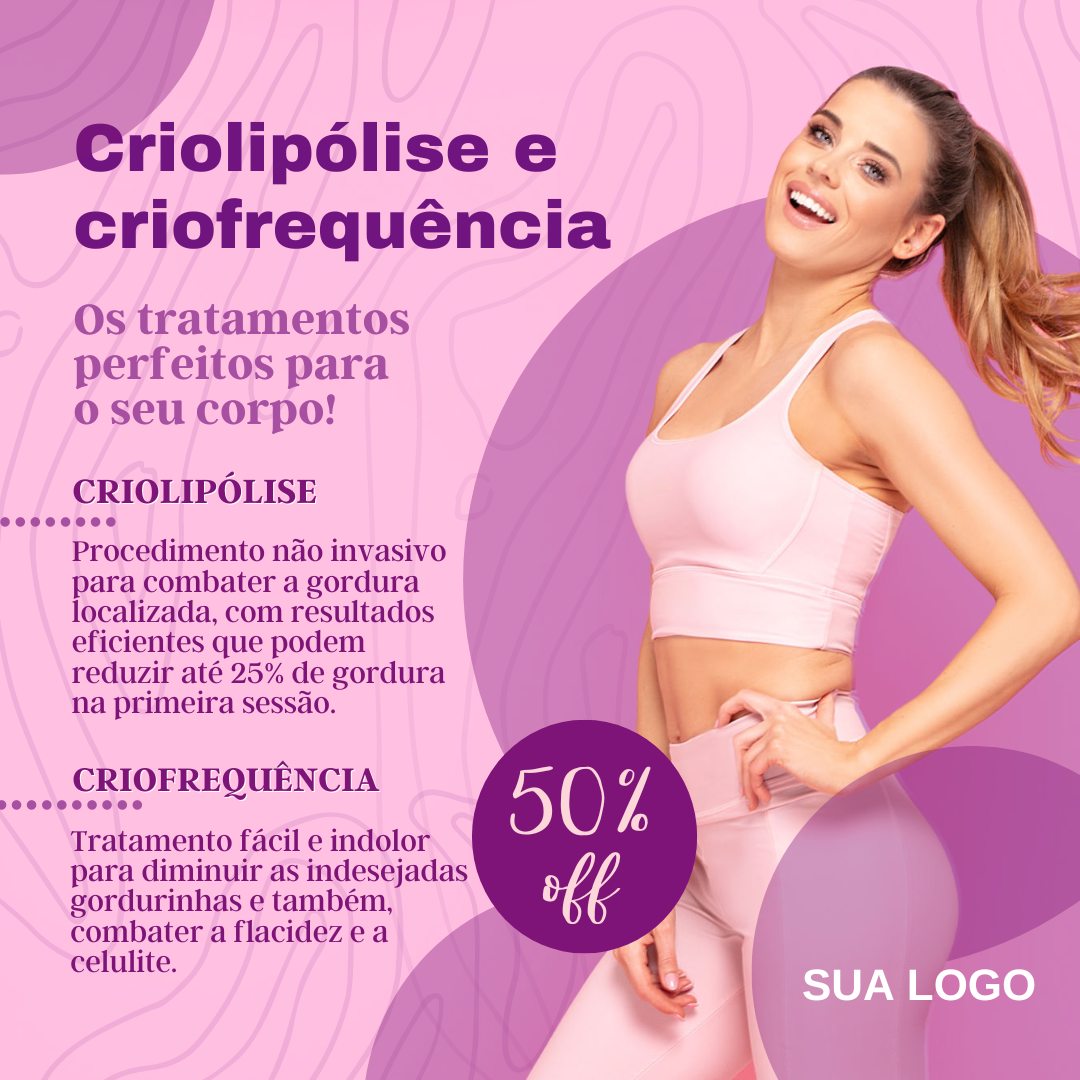 Criolipólise e
criofrequência
Os tratamentos
perfeitos para
o seu corpo!
CRIOLIPÓLISE
Procedimento não invasivo
para combater a gordura
localizada, com resultados
eficientes que podem
reduzir até 25% de gordura
na primeira sessão.
CRIOFREQUÊNCIA
Tratamento fácil e indolor
para diminuir as indesejadas
gordurinhas e também,
combater a flacidez e a
celulite.
50%
off
SUA LOGO